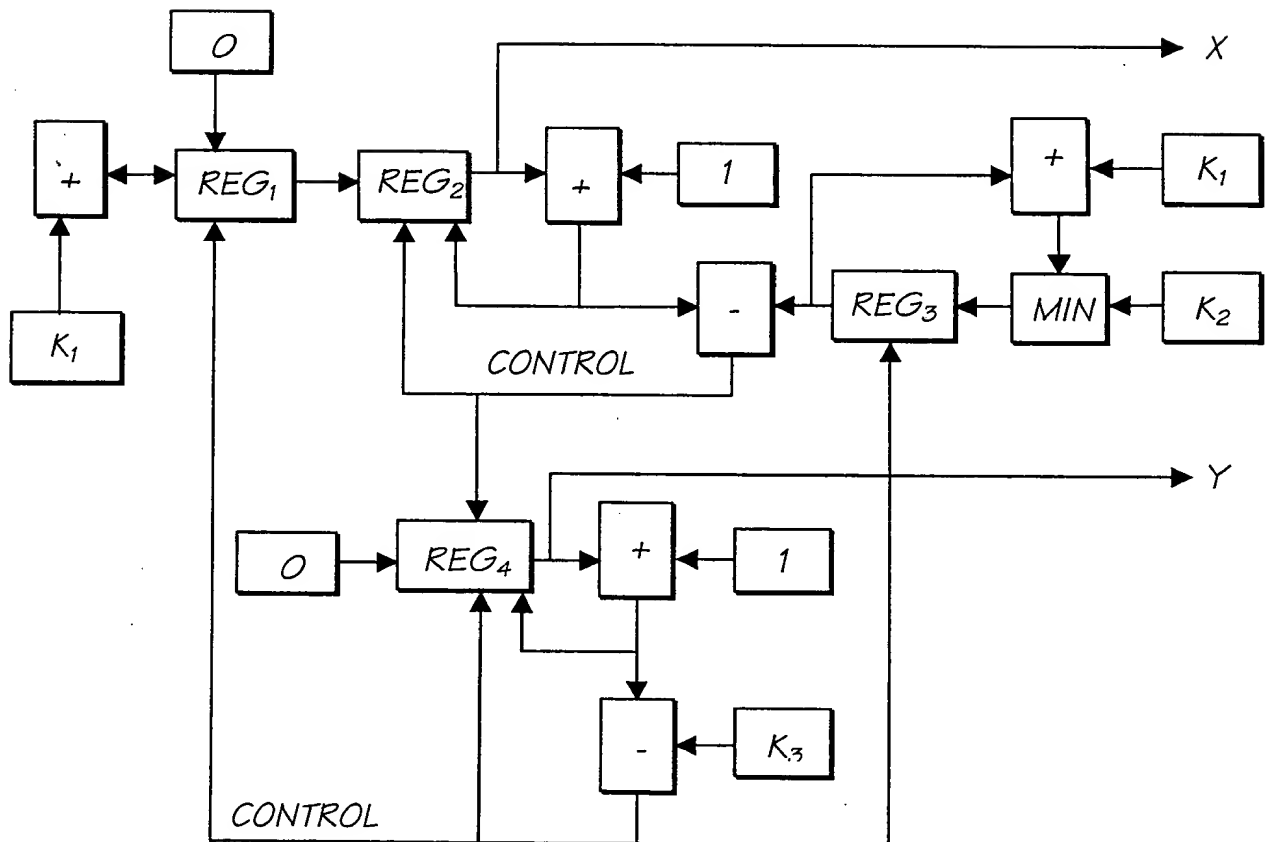 0
X
+
REG₁
REG₂
+
1
+
K₁
K₁
-
REG₃
MIN
K₂
CONTROL
Y
0
REG₄
+
1
-
K₃
CONTROL